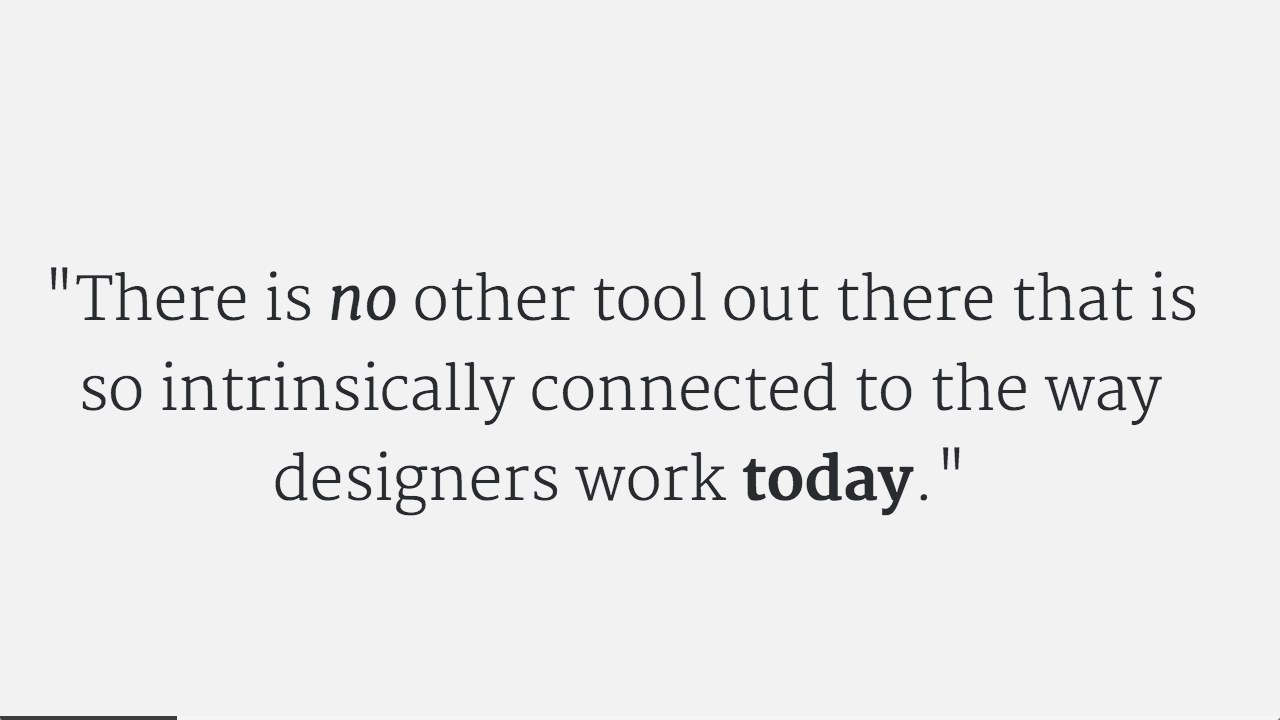 "There is no other tool out there that is
so intrinsically connected to the way
designers work today."